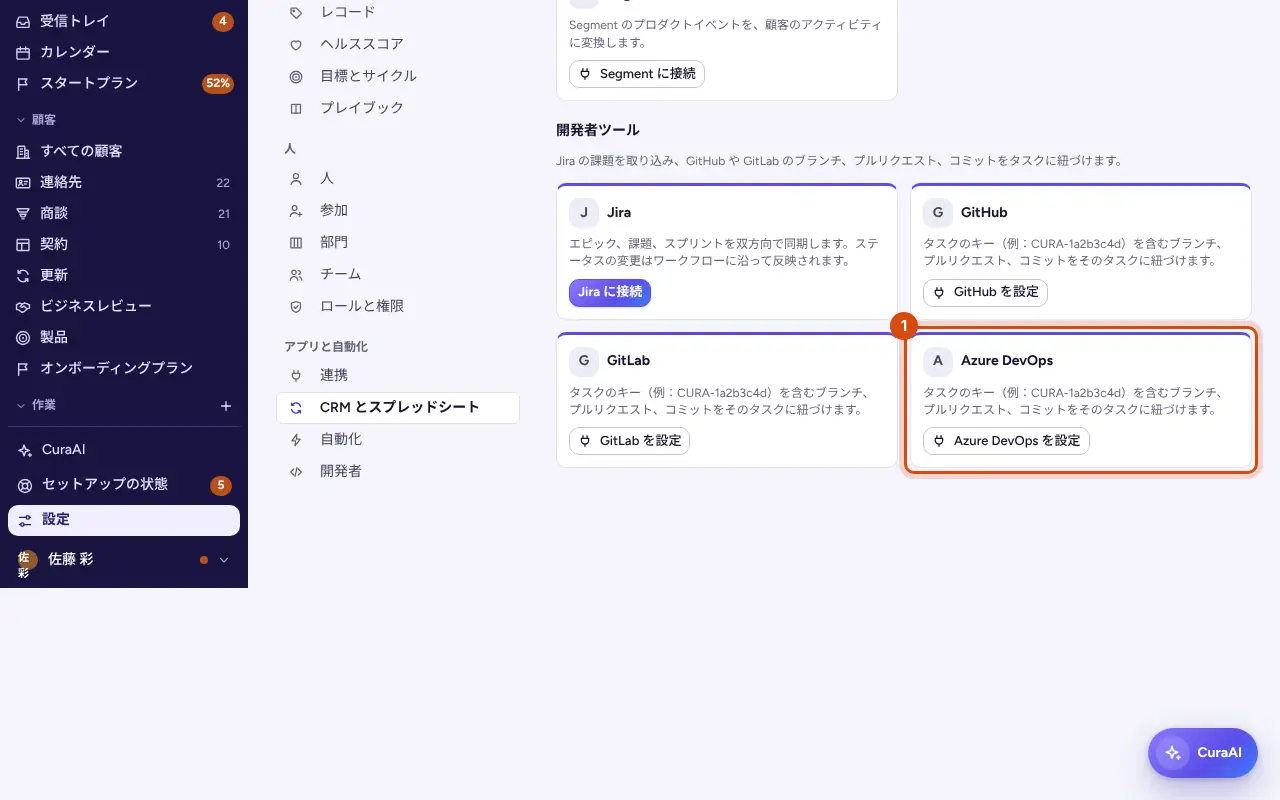 受信トレイ
4
カレンダー
スタートプラン
52%
顧客
すべての顧客
連絡先
22
商談
21
契約
10
更新
ビジネスレビュー
製品
オンボーディングプラン
作業
CuraAI
セットアップの状態
5
設定
佐
彩
佐藤 彩
レコード
ヘルススコア
目標とサイクル
プレイブック
人
人
参加
部門
チーム
ロールと権限
アプリと自動化
連携
CRM とスプレッドシート
自動化
開発者
Segment のプロダクトイベントを、顧客のアクティビティ
に変換します。
Segment に接続
開発者ツール
Jira の課題を取り込み、GitHub や GitLab のブランチ、プルリクエスト、コミットをタスクに紐づけます。
J
Jira
エピック、課題、スプリントを双方向で同期します。ステ
ータスの変更はワークフローに沿って反映されます。
Jira に接続
G
GitHub
タスクのキー（例：CURA-1a2b3c4d）を含むブランチ、
プルリクエスト、コミットをそのタスクに紐づけます。
GitHub を設定
G
GitLab
タスクのキー（例：CURA-1a2b3c4d）を含むブランチ、
プルリクエスト、コミットをそのタスクに紐づけます。
GitLab を設定
1
A
Azure DevOps
タスクのキー（例：CURA-1a2b3c4d）を含むブランチ、
プルリクエスト、コミットをそのタスクに紐づけます。
Azure DevOps を設定
CuraAI